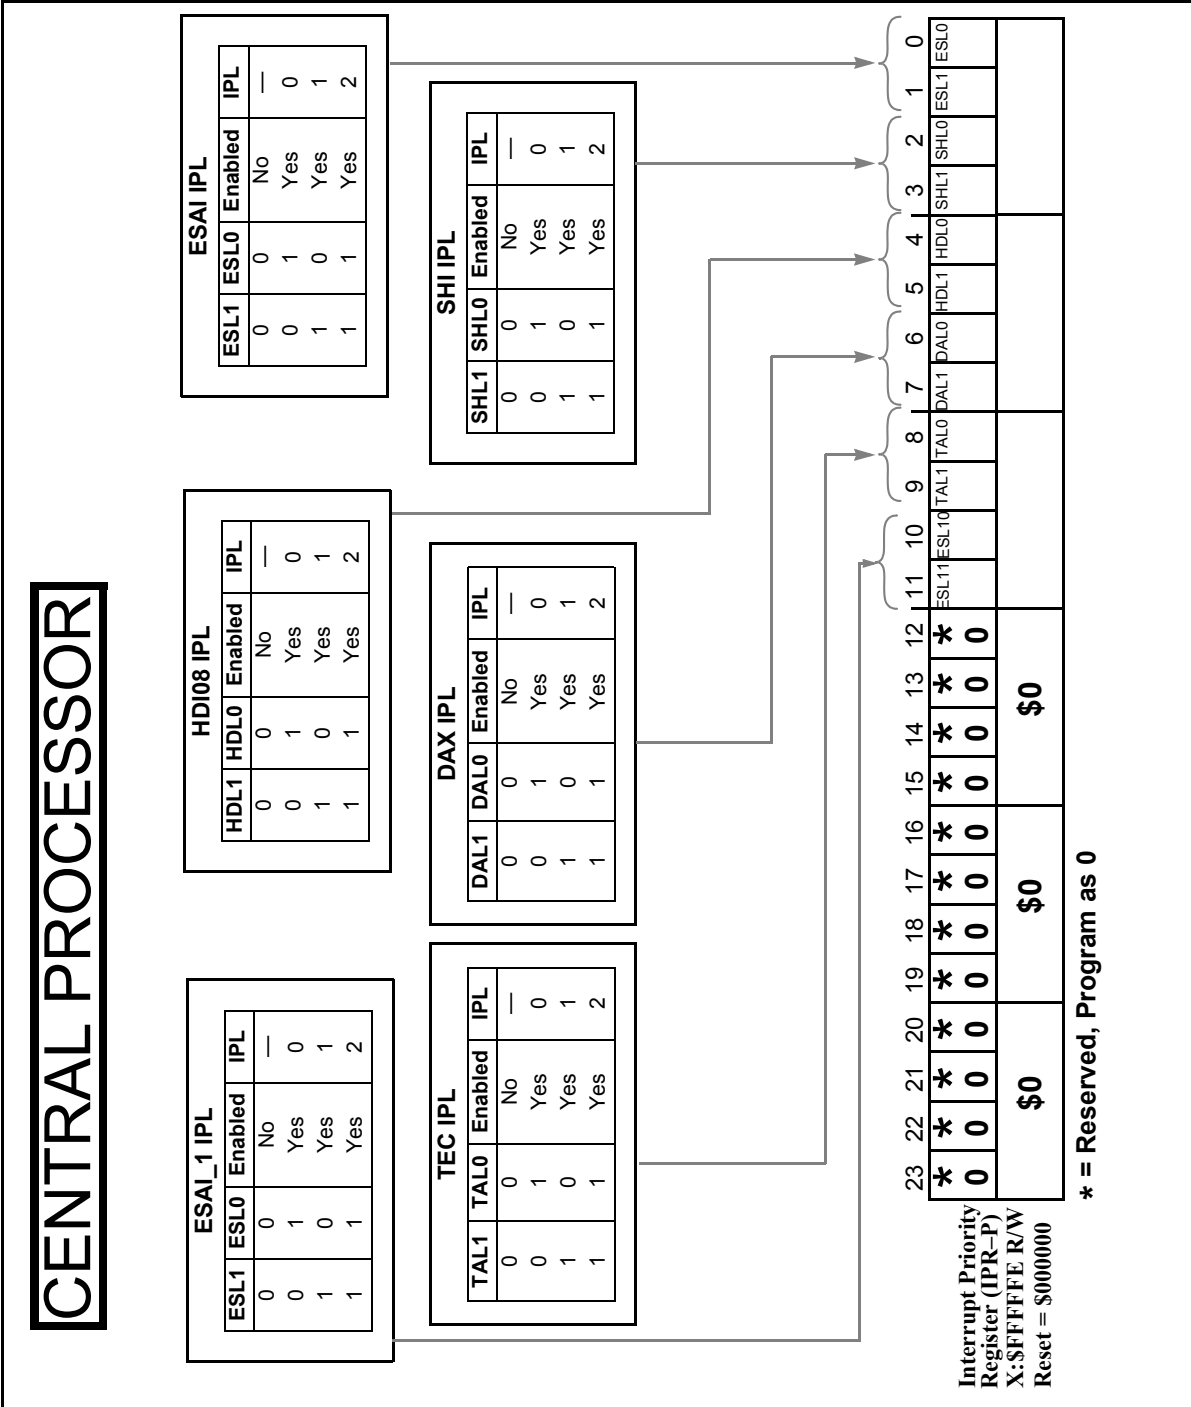 CENTRAL PROCESSOR
ESAI_1 IPL
ESL1 ESL0 Enabled IPL
0 0 No —
0 1 Yes 0
1 0 Yes 1
1 1 Yes 2
HDI08 IPL
HDL1 HDL0 Enabled IPL
0 0 No —
0 1 Yes 0
1 0 Yes 1
1 1 Yes 2
ESAI IPL
ESL1 ESL0 Enabled IPL
0 0 No —
0 1 Yes 0
1 0 Yes 1
1 1 Yes 2
TEC IPL
TAL1 TAL0 Enabled IPL
0 0 No —
0 1 Yes 0
1 0 Yes 1
1 1 Yes 2
DAX IPL
DAL1 DAL0 Enabled IPL
0 0 No —
0 1 Yes 0
1 0 Yes 1
1 1 Yes 2
SHI IPL
SHL1 SHL0 Enabled IPL
0 0 No —
0 1 Yes 0
1 0 Yes 1
1 1 Yes 2
23 22 21 20 19 18 17 16 15 14 13 12 11 10 9 8 7 6 5 4 3 2 1 0
* * * * * * * * * * * * ESL11 ESL10 TAL1 TAL0 DAL1 DAL0 HDL1 HDL0 SHL1 SHL0 ESL1 ESL0
0 0 0 0 0 0 0 0 0 0 0 0
$0 $0 $0
Interrupt Priority
Register (IPR–P)
X:$FFFFFE R/W
Reset = $000000
* = Reserved, Program as 0